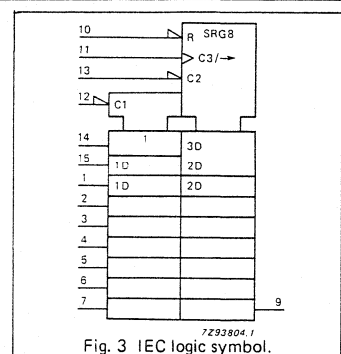 10 R SRG8
11 C3/→
13 C2
12 C1
14 1 3D
15 1D 2D
1 1D 2D
2
3
4
5
6
7 9
7Z93804.1
Fig. 3 IEC logic symbol.